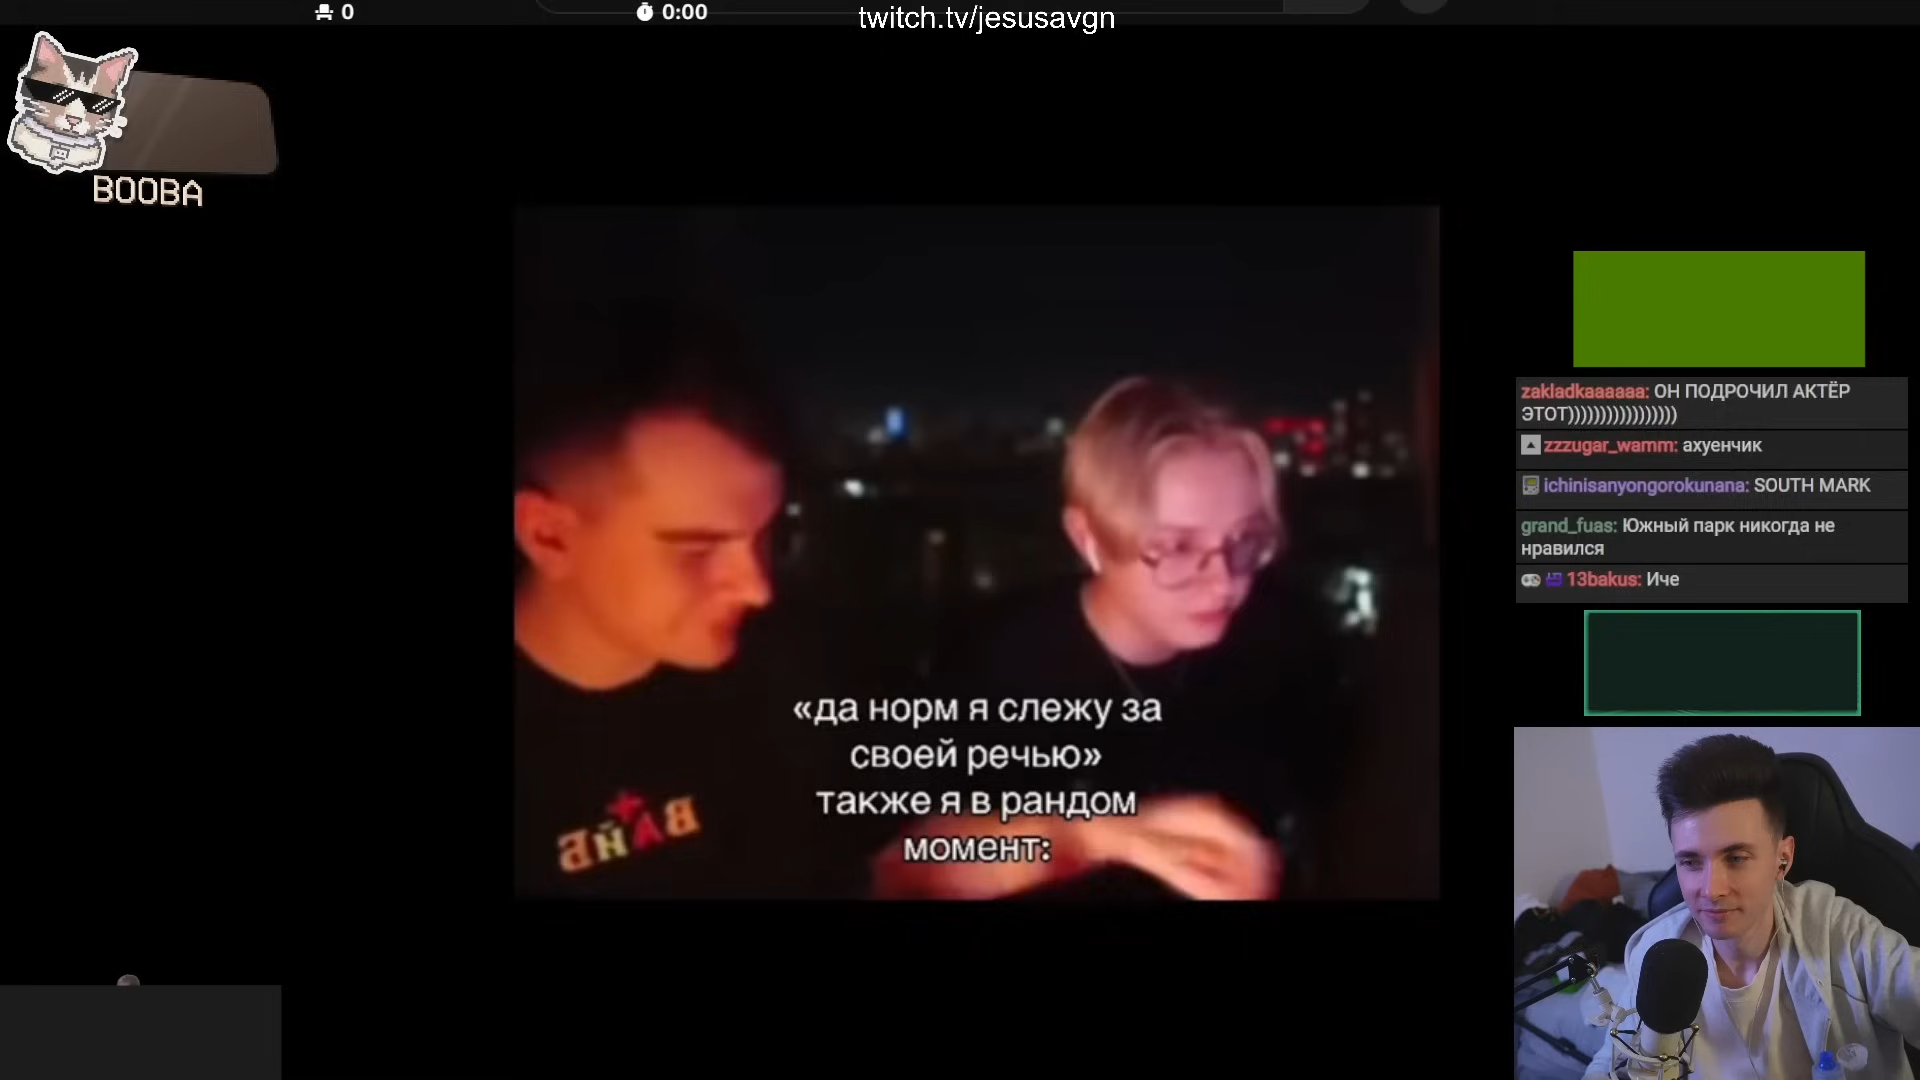 0
0:00
twitch.tv/jesusavgn
BOOBA
zakladkaaaaaa: ОН ПОДРОЧИЛ АКТЁР
ЭТОТ))))))))))))))))))
zzzugar_wamm: ахуенчик
ichinisanyongorokunana: SOUTH MARK
grand_fuas: Южный парк никогда не
нравился
13bakus: Иче
«да норм я слежу за
своей речью»
также я в рандом
момент:
ВАЙБ